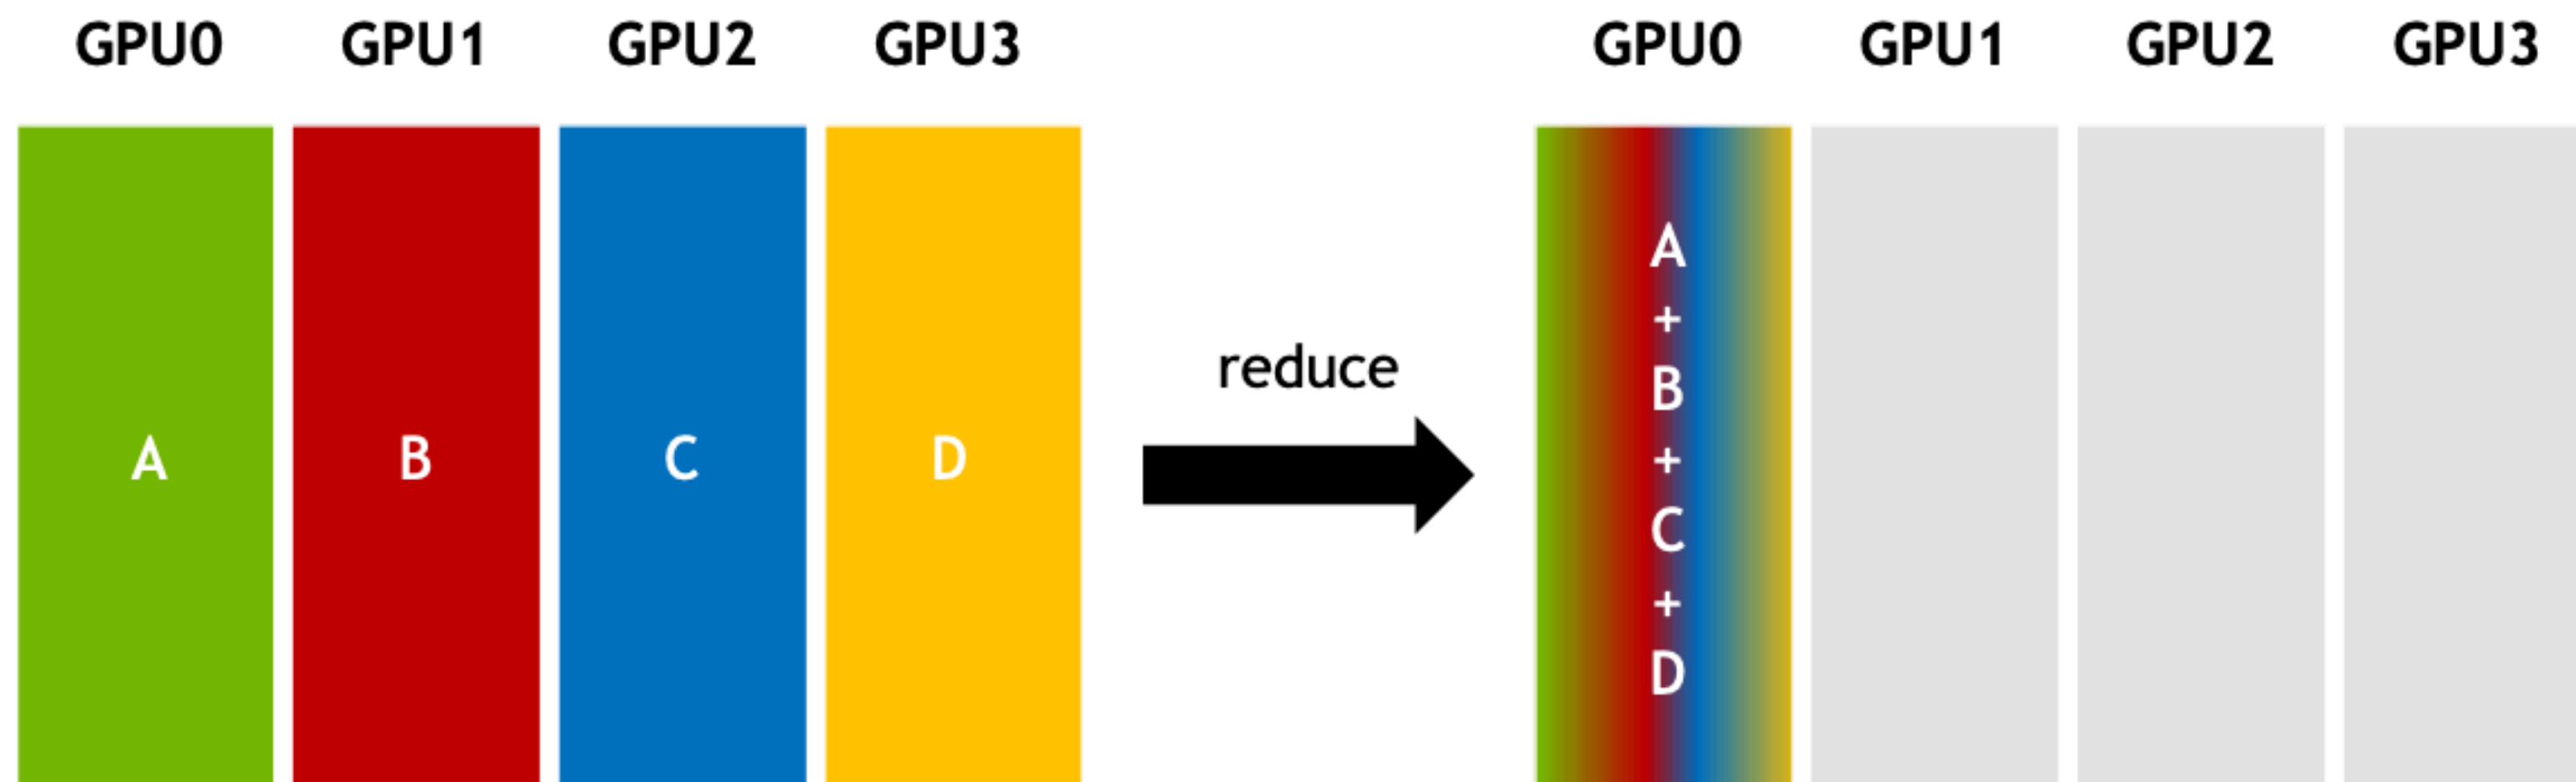 GPU0 GPU1 GPU2 GPU3 GPU0 GPU1 GPU2 GPU3
A B C D
reduce
A
+
B
+
C
+
D